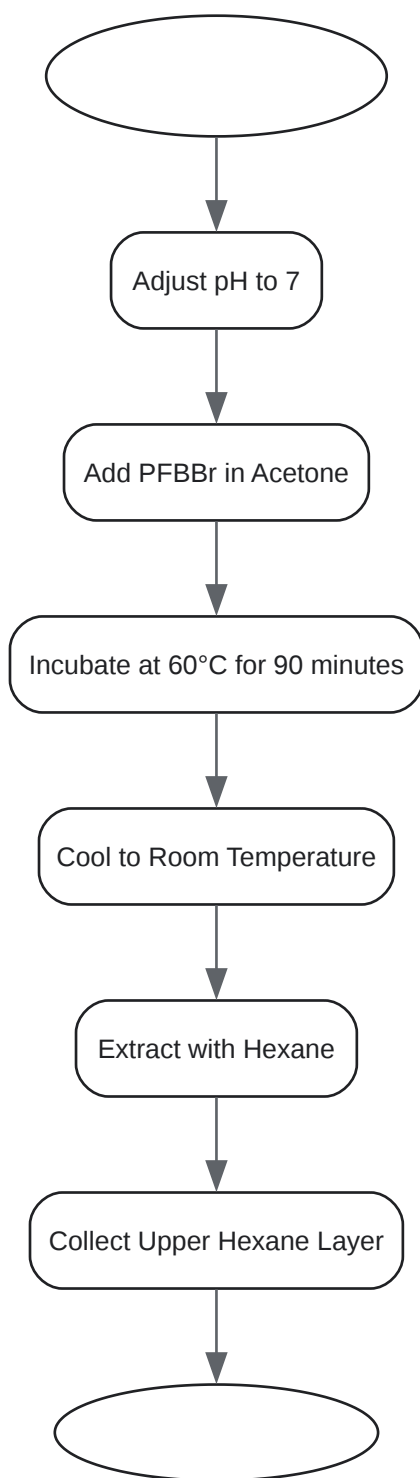 Adjust pH to 7
Add PFBBr in Acetone
Incubate at 60°C for 90 minutes
Cool to Room Temperature
Extract with Hexane
Collect Upper Hexane Layer